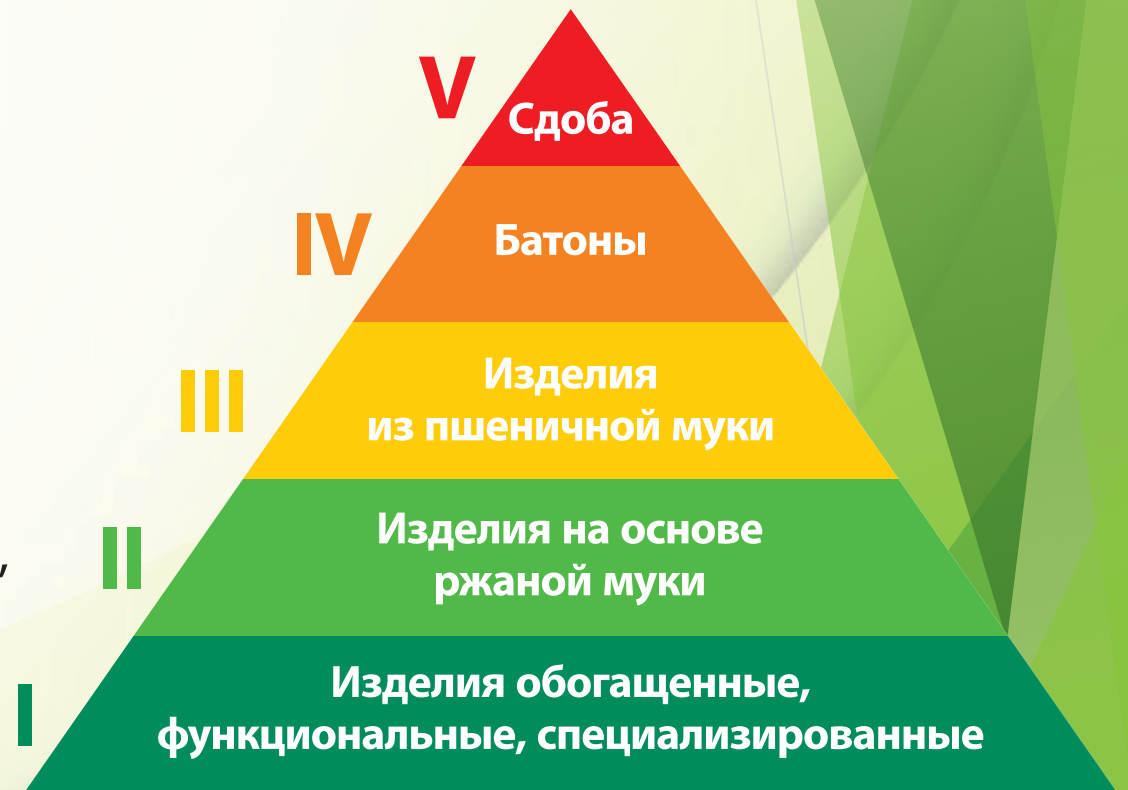 V
Сдоба
IV
Батоны
III
Изделия
из пшеничной муки
II
Изделия на основе
ржаной муки
,
I
Изделия обогащенные,
функциональные, специализированные